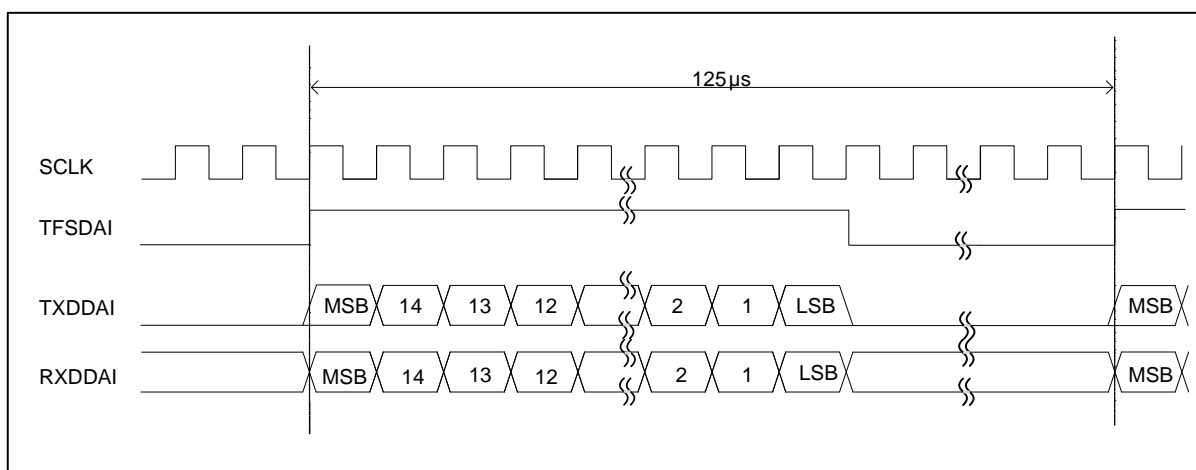 125µs
SCLK
TFSDAI
TXDDAI MSB 14 13 12 2 1 LSB MSB
RXDDAI MSB 14 13 12 2 1 LSB MSB